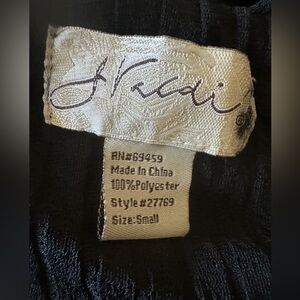 J Valdi
RN#69459
Made in China
100%Polyester
Style #27769
Size:Small